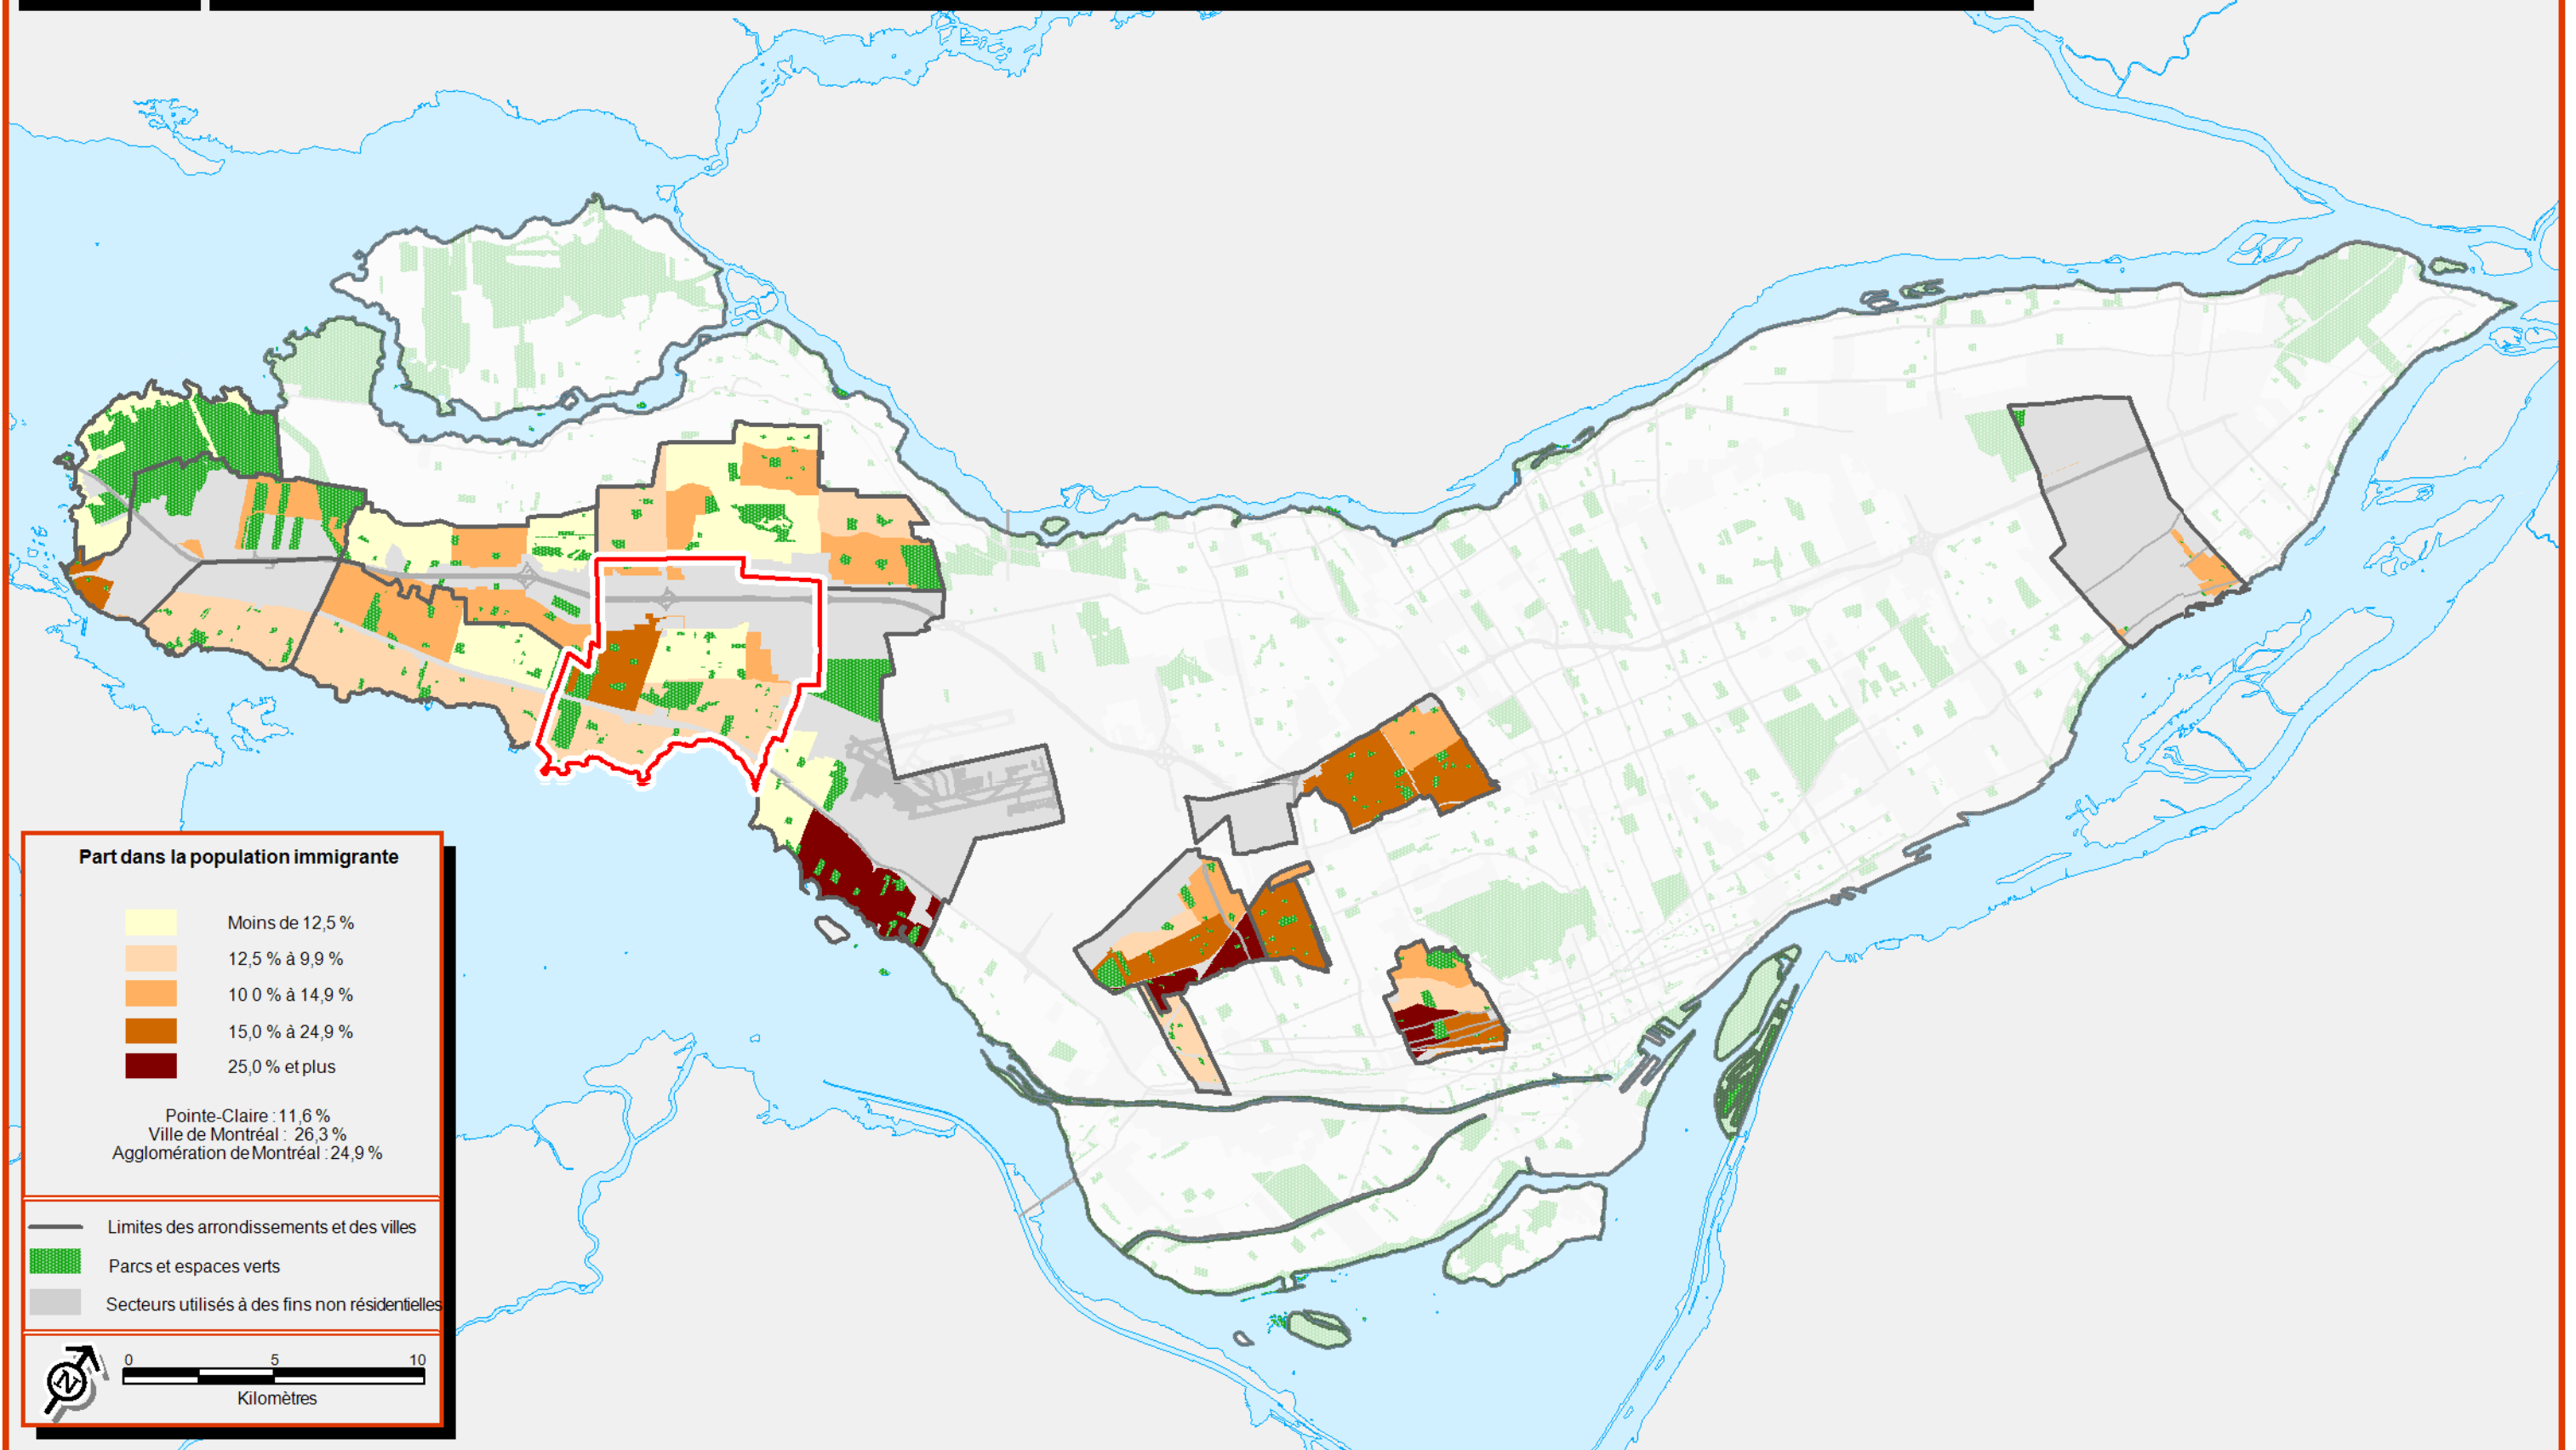 Part dans la population immigrante
Moins de 12,5 %
12,5 % à 9,9 %
10 0 % à 14,9 %
15,0 % à 24,9 %
25,0 % et plus
Pointe-Claire : 11,6 %
Ville de Montréal : 26,3 %
Agglomération de Montréal : 24,9 %
Limites des arrondissements et des villes
Parcs et espaces verts
Secteurs utilisés à des fins non résidentielles
N
0 5 10
Kilomètres